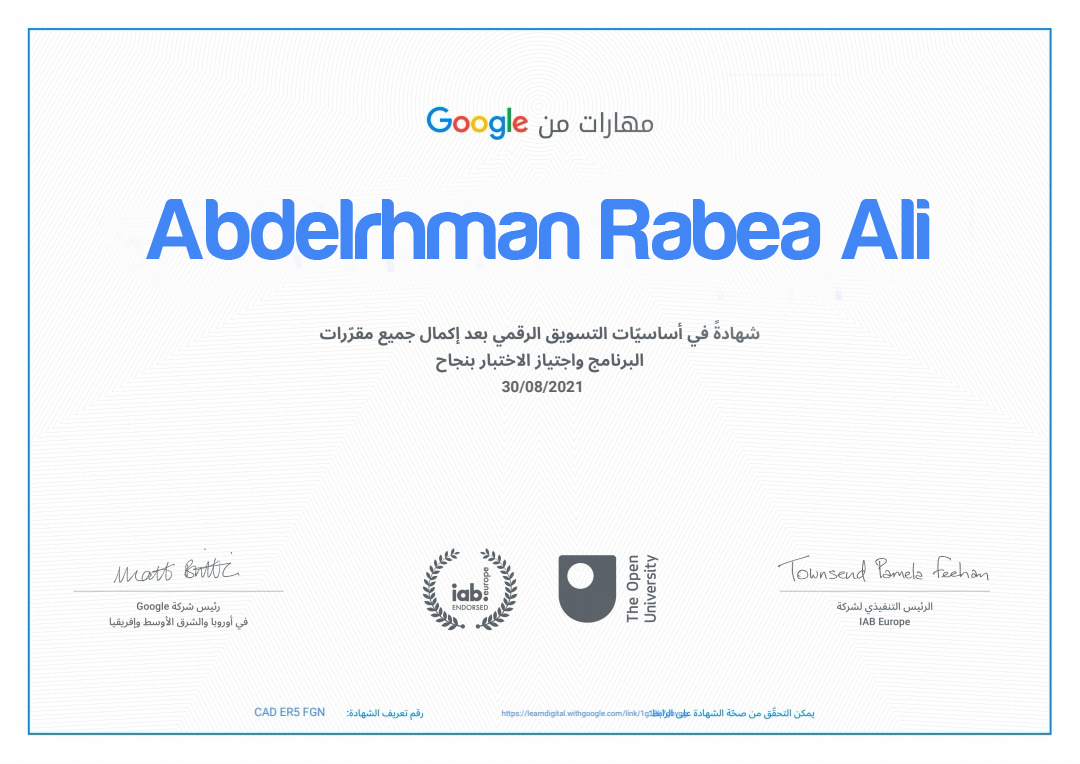 مهارات من Google
Abdelrhman Rabea Ali
شهادةً في أساسيّات التسويق الرقمي بعد إكمال جميع مقرّرات
البرنامج واجتياز الاختبار بنجاح
30/08/2021
Townsend Pamela Feehan
الرئيس التنفيذي لشركة
IAB Europe
The Open
University
iab.europe
ENDORSED
Matt Brittin
رئيس شركة Google
في أوروبا والشرق الأوسط وإفريقيا
يمكن التحقّق من صحّة الشهادة على الرابط: https://learndigital.withgoogle.com/link/
رقم تعريف الشهادة: CAD ER5 FGN